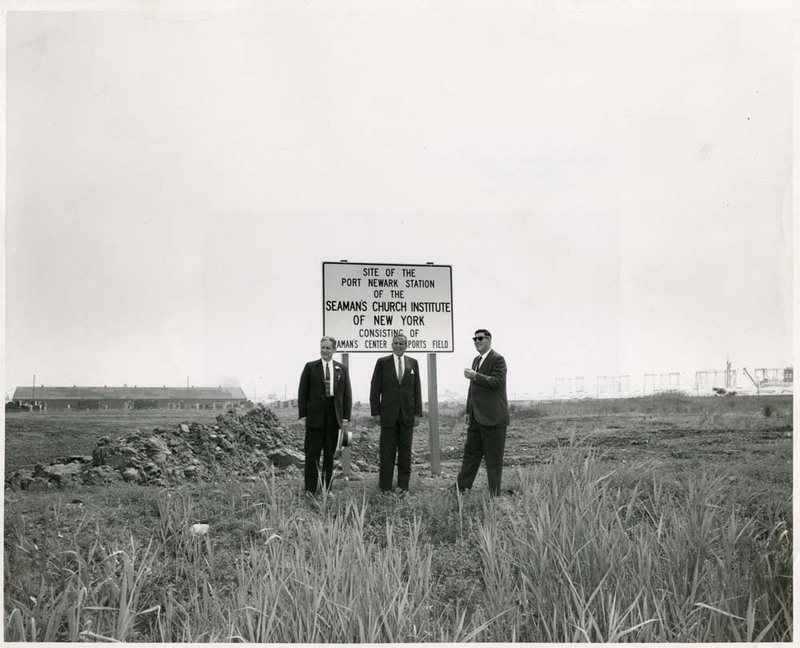 SITE OF THE
PORT NEWARK STATION
OF THE
SEAMAN'S CHURCH INSTITUTE
OF NEW YORK
CONSISTING OF
CENTER SPORTS FIELD